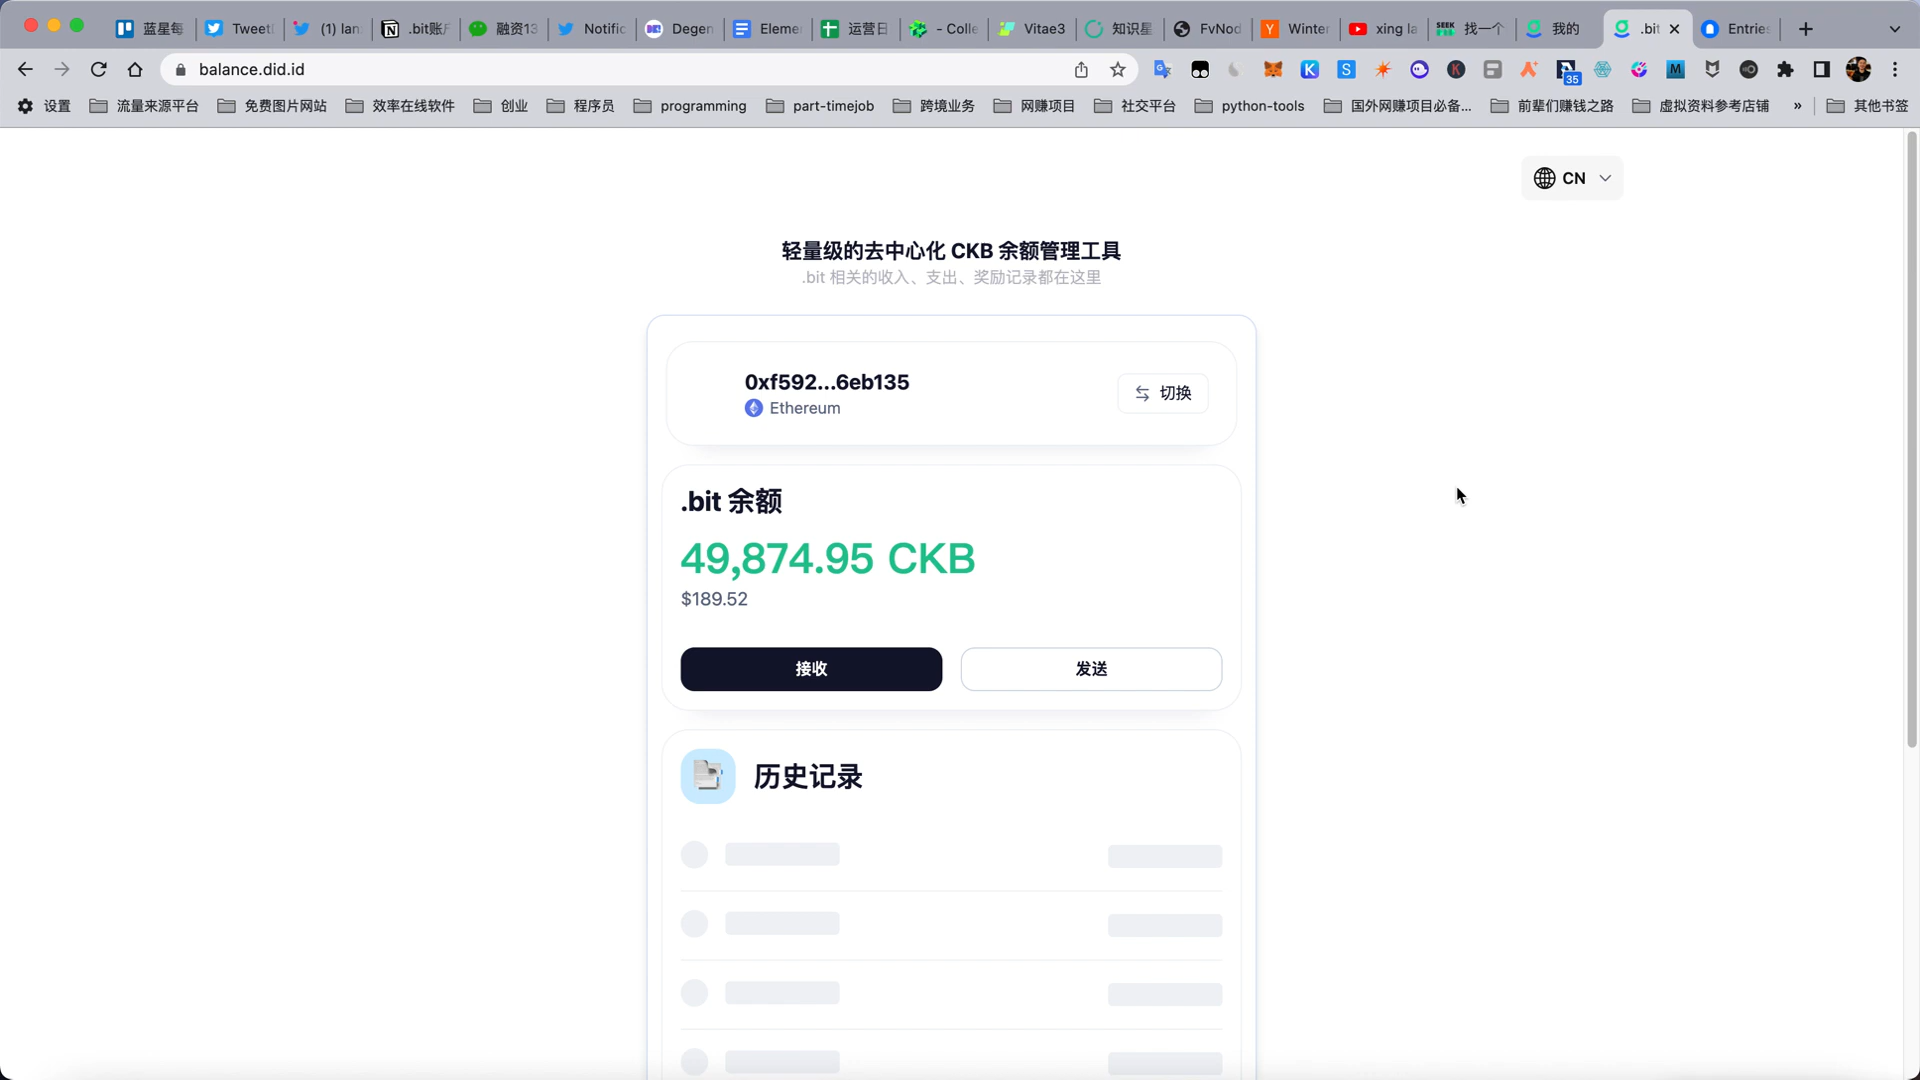 蓝星每
Tweet
(1) lan
.bit账户
融资13
Notific
Degen
Eleme
运营日
- Colle
Vitae3
知识星
FvNod
Winter
xing la
SEEK
找一个
我的
.bit
Entries
balance.did.id
35
设置
流量来源平台
免费图片网站
效率在线软件
创业
程序员
programming
part-timejob
跨境业务
网赚项目
社交平台
python-tools
国外网赚项目必备...
前辈们赚钱之路
虚拟资料参考店铺
»
其他书签
CN
轻量级的去中心化 CKB 余额管理工具
.bit 相关的收入、支出、奖励记录都在这里
0xf592...6eb135
Ethereum
切换
.bit 余额
49,874.95 CKB
$189.52
接收
发送
历史记录